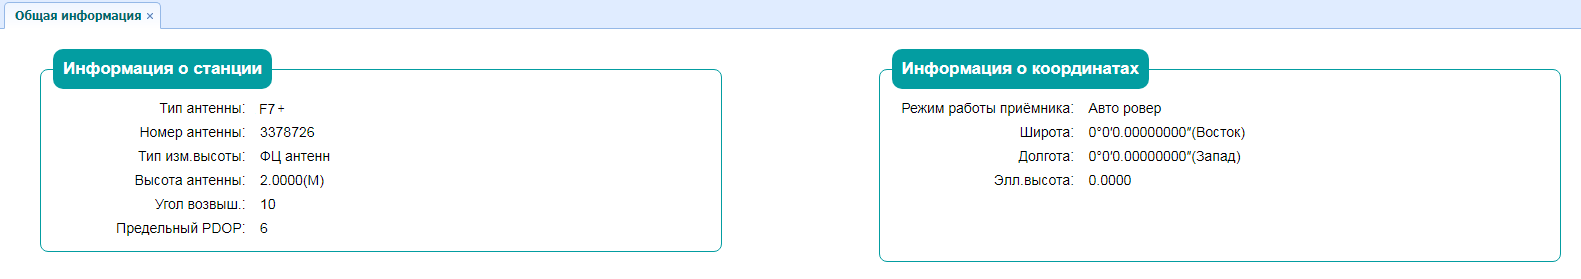 Общая информация ×
Информация о станции
Тип антенны: F7+
Номер антенны: 3378726
Тип изм.высоты: ФЦ антенн
Высота антенны: 2.0000(М)
Угол возвыш.: 10
Предельный PDOP: 6
Информация о координатах
Режим работы приёмника: Авто ровер
Широта: 0°0'0.00000000"(Восток)
Долгота: 0°0'0.00000000"(Запад)
Элл.высота: 0.0000